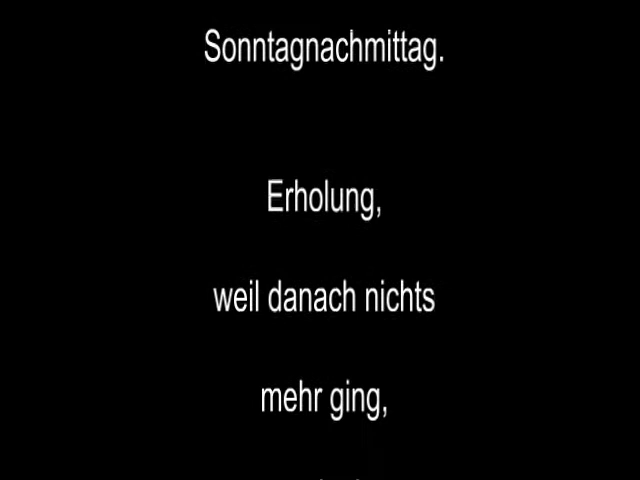 Sonntagnachmittag.
Erholung,
weil danach nichts
mehr ging,